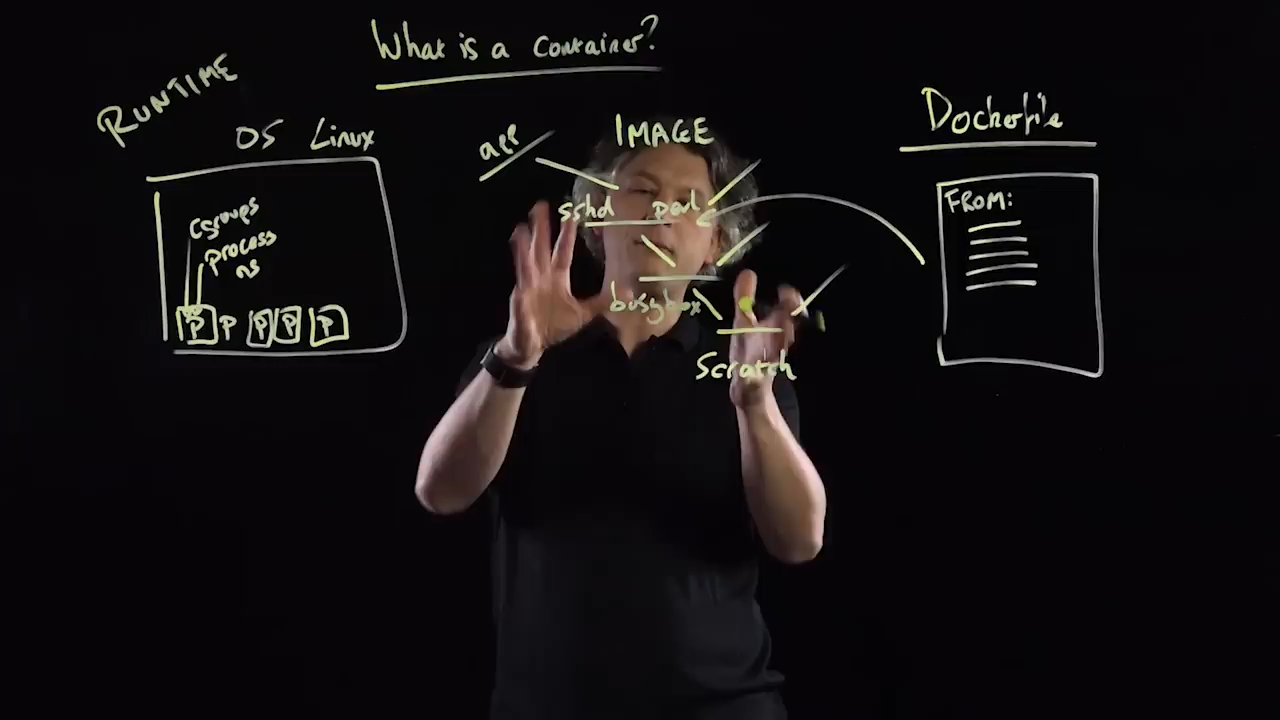 What is a Container?
RUNTIME
OS Linux
cgroups
process
ns
P P P P P
IMAGE
app
sshd perl
busybox
Scratch
Dockerfile
FROM: